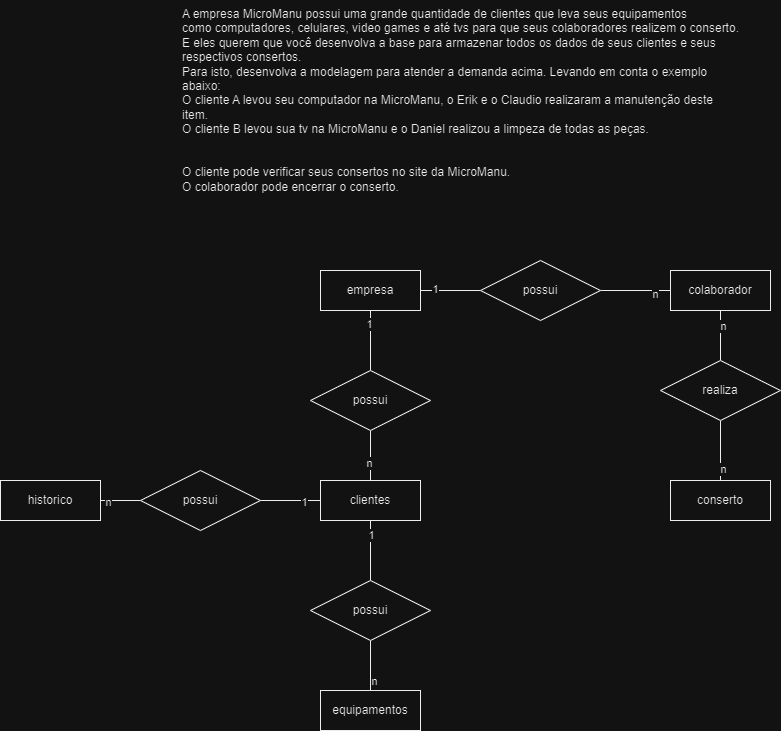 A empresa MicroManu possui uma grande quantidade de clientes que leva seus equipamentos
como computadores, celulares, video games e até tvs para que seus colaboradores realizem o conserto.
E eles querem que você desenvolva a base para armazenar todos os dados de seus clientes e seus
respectivos consertos.
Para isto, desenvolva a modelagem para atender a demanda acima. Levando em conta o exemplo
abaixo:
O cliente A levou seu computador na MicroManu, o Erik e o Claudio realizaram a manutenção deste
item.
O cliente B levou sua tv na MicroManu e o Daniel realizou a limpeza de todas as peças.
O cliente pode verificar seus consertos no site da MicroManu.
O colaborador pode encerrar o conserto.
empresa 1 possui n colaborador
1 n
possui realiza
n n
historico n possui 1 clientes conserto
1
possui
n
equipamentos